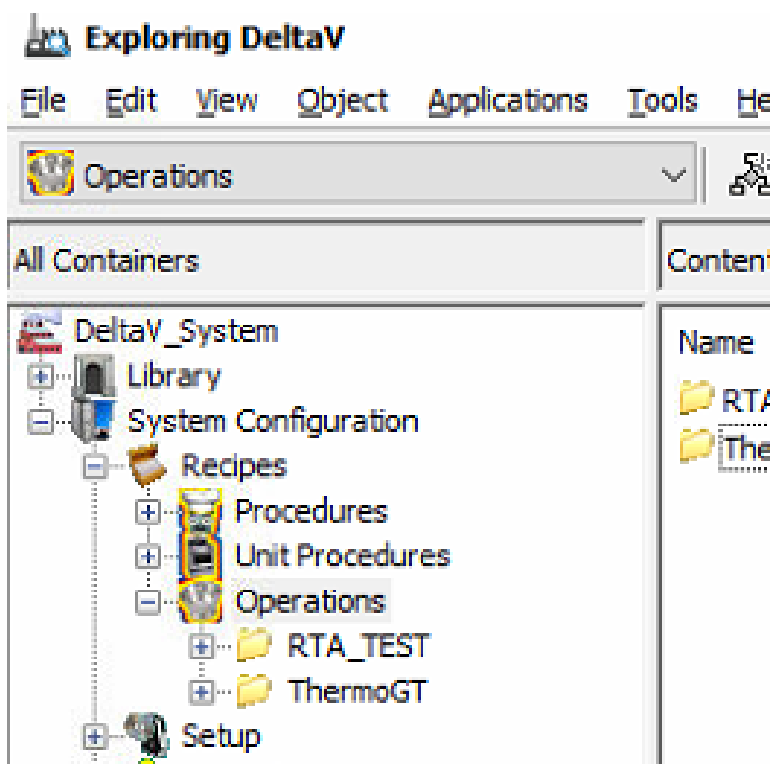 Exploring DeltaV
File Edit View Object Applications Tools
Operations
All Containers
DeltaV_System
Name
Library
System Configuration
Recipes
Procedures
Unit Procedures
Operations
RTA_TEST
ThermoGT
Setup